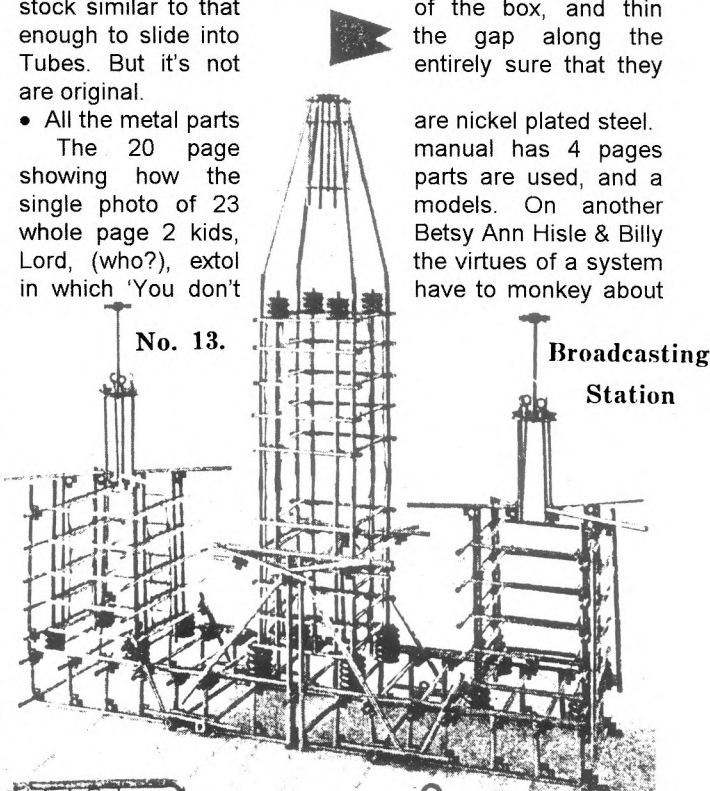 stock similar to that of the box, and thin
enough to slide into the gap along the
Tubes. But it's not entirely sure that they
are original.
• All the metal parts are nickel plated steel.
The 20 page manual has 4 pages
showing how the parts are used, and a
single photo of 23 models. On another
whole page 2 kids, Betsy Ann Hisle & Billy
Lord, (who?), extol the virtues of a system
in which 'You don't have to monkey about
No. 13.
Broadcasting
Station